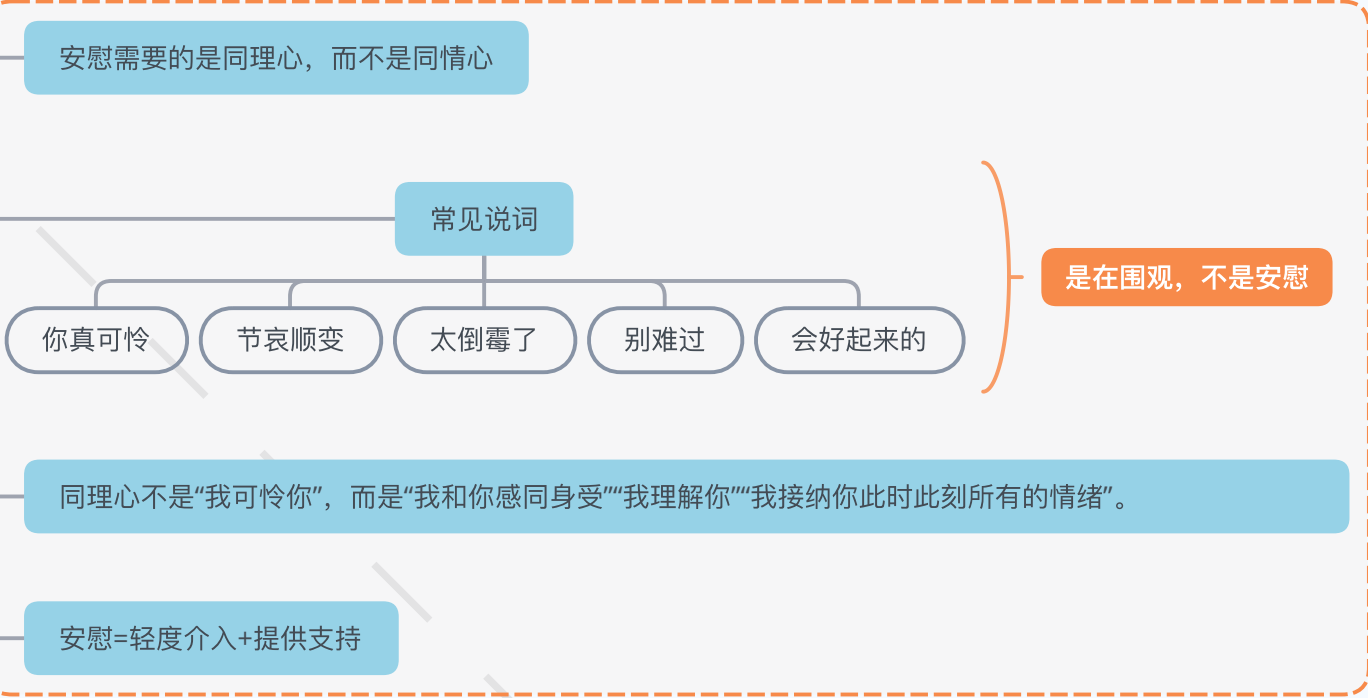 安慰需要的是同理心，而不是同情心
常见说词
是在围观，不是安慰
你真可怜
节哀顺变
太倒霉了
别难过
会好起来的
同理心不是“我可怜你”，而是“我和你感同身受”“我理解你”“我接纳你此时此刻所有的情绪”。
安慰=轻度介入+提供支持